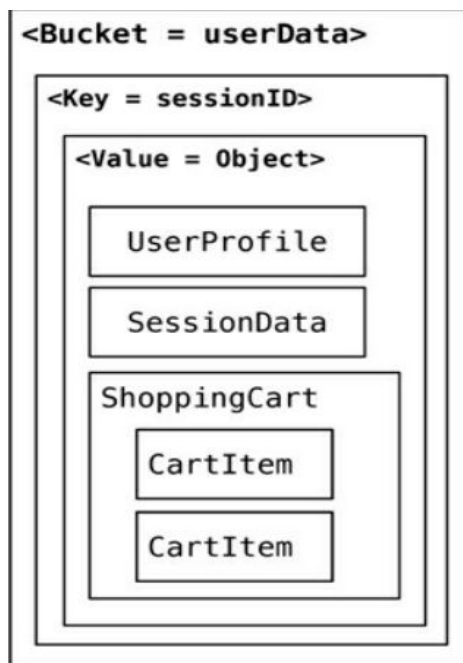 <Bucket = userData>
<Key = sessionID>
<Value = Object>
UserProfile
SessionData
ShoppingCart
CartItem
CartItem